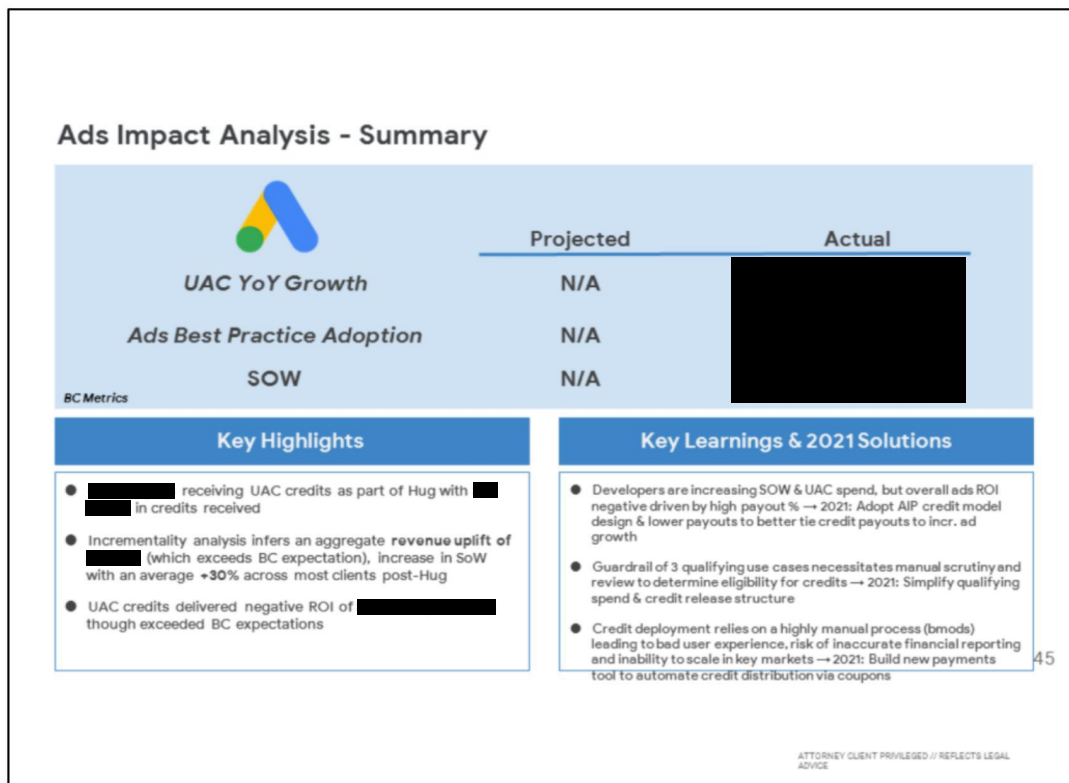 Ads Impact Analysis - Summary
Projected Actual
UAC YoY Growth N/A
Ads Best Practice Adoption N/A
SOW N/A
BC Metrics
Key Highlights
● receiving UAC credits as part of Hug with
in credits received
● Incrementality analysis infers an aggregate revenue uplift of
(which exceeds BC expectation), increase in SoW
with an average +30% across most clients post-Hug
● UAC credits delivered negative ROI of
though exceeded BC expectations
Key Learnings & 2021 Solutions
● Developers are increasing SOW & UAC spend, but overall ads ROI
negative driven by high payout % → 2021: Adopt AIP credit model
design & lower payouts to better tie credit payouts to incr. ad
growth
● Guardrail of 3 qualifying use cases necessitates manual scrutiny and
review to determine eligibility for credits → 2021: Simplify qualifying
spend & credit release structure
● Credit deployment relies on a highly manual process (bmods)
leading to bad user experience, risk of inaccurate financial reporting
and inability to scale in key markets → 2021: Build new payments
tool to automate credit distribution via coupons
45
ATTORNEY CLIENT PRIVILEGED // REFLECTS LEGAL
ADVICE